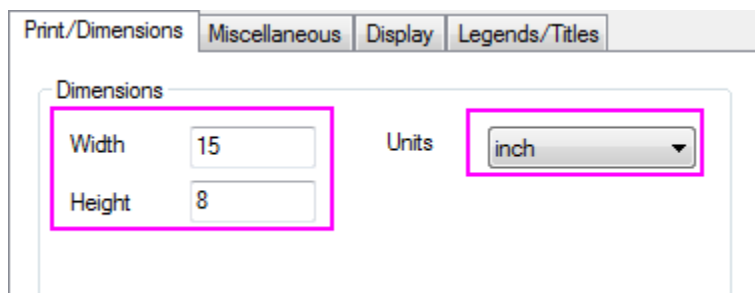 Print/Dimensions Miscellaneous Display Legends/Titles
Dimensions
Width 15 Units inch
Height 8